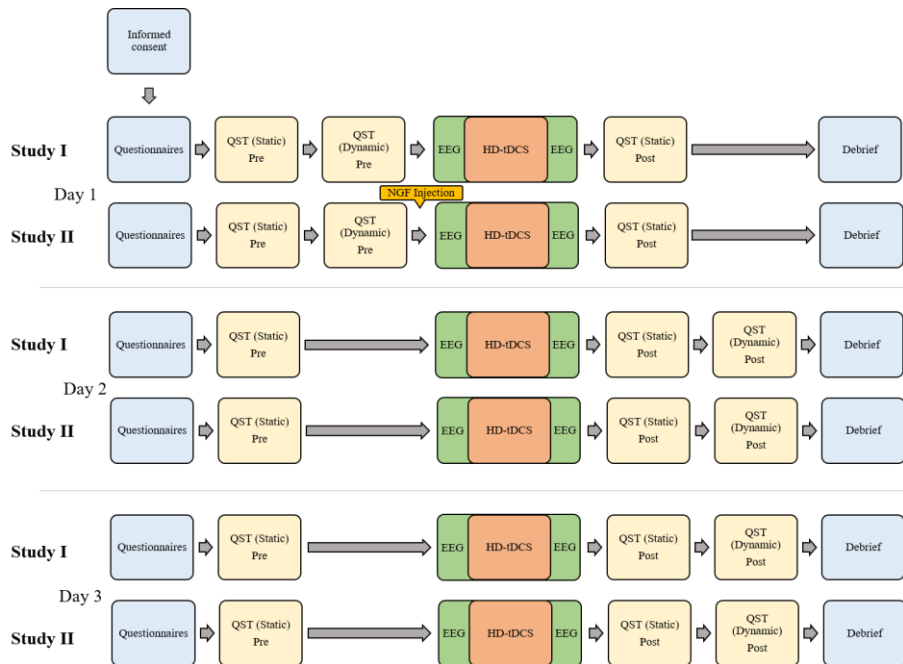 Informed
consent
Study I
Questionnaires
QST (Static)
Pre
QST
(Dynamic)
Pre
EEG
HD-tDCS
EEG
QST (Static)
Post
Debrief
Day 1
NGF Injection
Study II
Questionnaires
QST (Static)
Pre
QST
(Dynamic)
Pre
EEG
HD-tDCS
EEG
QST (Static)
Post
Debrief
Study I
Questionnaires
QST (Static)
Pre
EEG
HD-tDCS
EEG
QST (Static)
Post
QST
(Dynamic)
Post
Debrief
Day 2
Study II
Questionnaires
QST (Static)
Pre
EEG
HD-tDCS
EEG
QST (Static)
Post
QST
(Dynamic)
Post
Debrief
Study I
Questionnaires
QST (Static)
Pre
EEG
HD-tDCS
EEG
QST (Static)
Post
QST
(Dynamic)
Post
Debrief
Day 3
Study II
Questionnaires
QST (Static)
Pre
EEG
HD-tDCS
EEG
QST (Static)
Post
QST
(Dynamic)
Post
Debrief